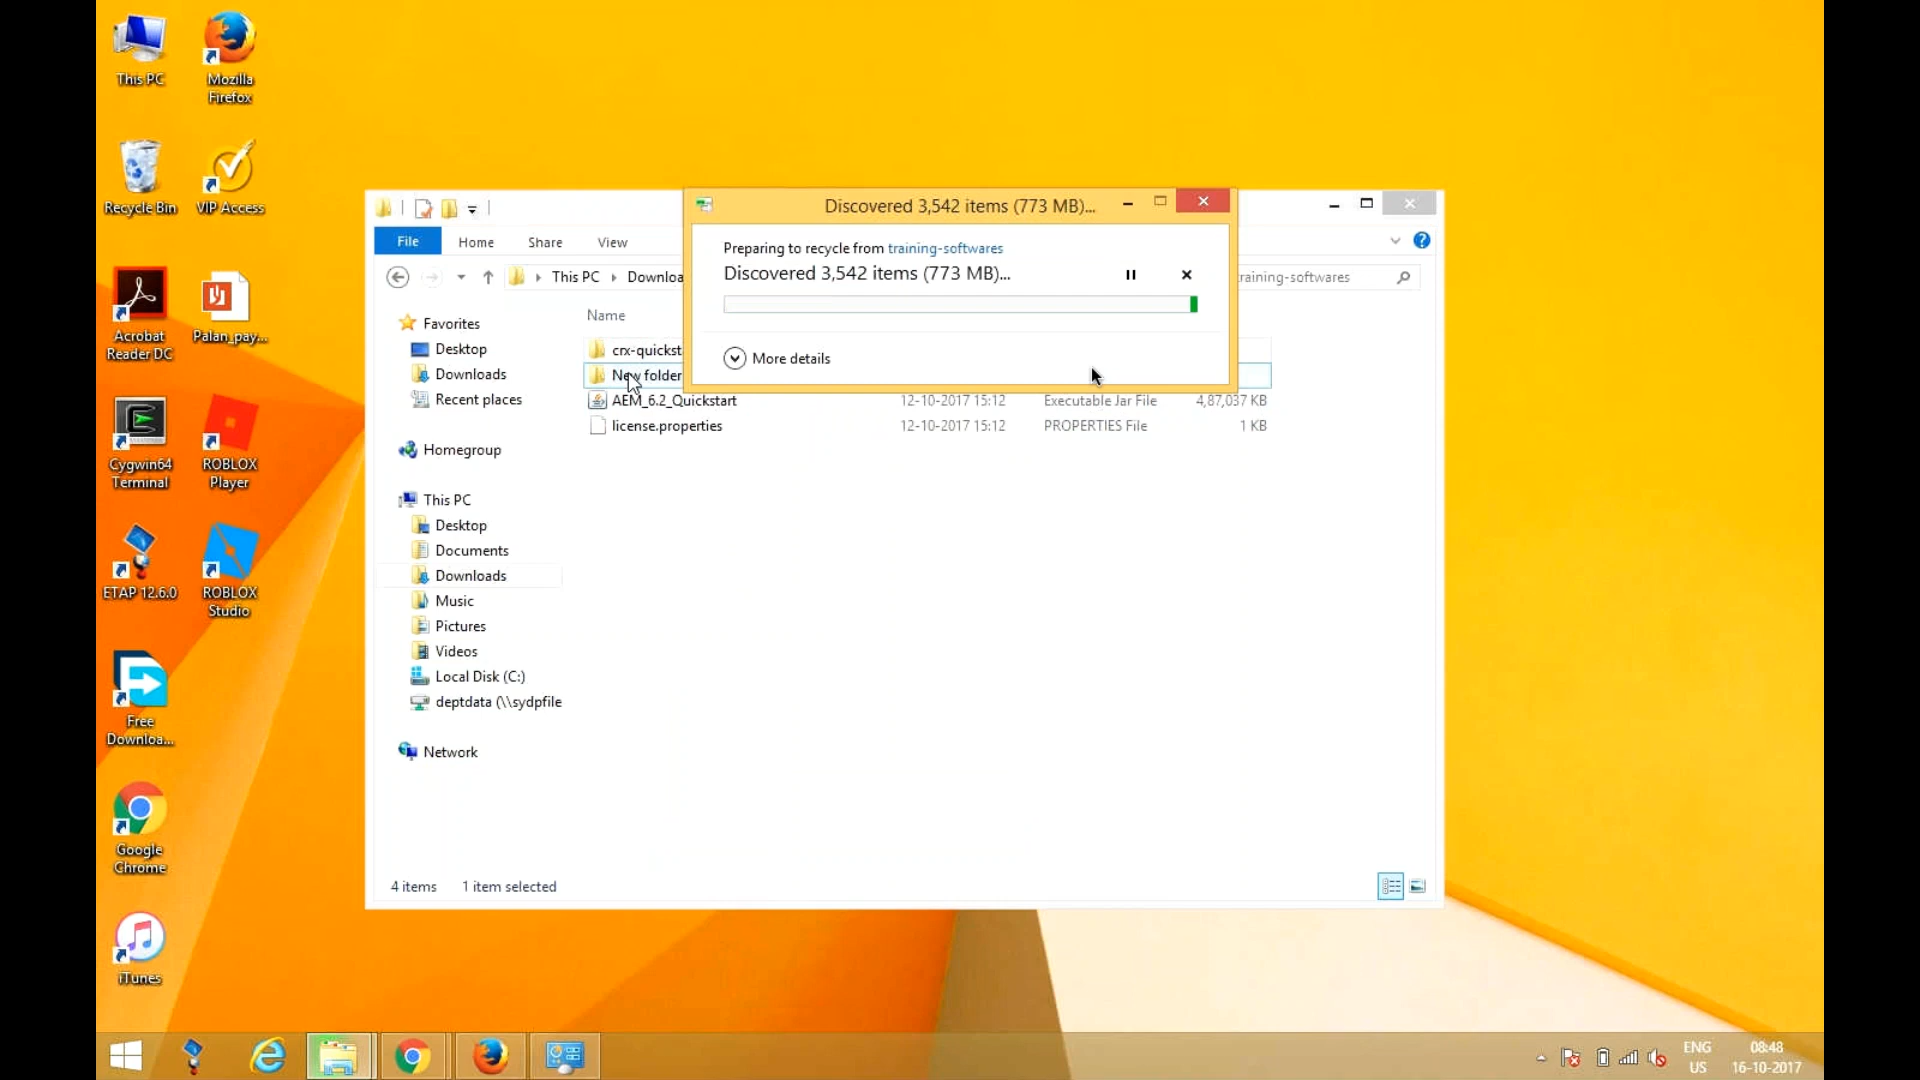 This PC
Mozilla
Firefox
Recycle Bin
VIP Access
Acrobat
Reader DC
Palan_pay...
Cygwin64
Terminal
ROBLOX
Player
ETAP 12.6.0
ROBLOX
Studio
Free
Downloa...
Google
Chrome
iTunes
File
Home
Share
View
This PC
Downloa
training-softwares
Name
Favorites
Desktop
Downloads
Recent places
Homegroup
This PC
Desktop
Documents
Downloads
Music
Pictures
Videos
Local Disk (C:)
deptdata (\\sydpfile
Network
crx-quickst
New folder
AEM_6.2_Quickstart 12-10-2017 15:12 Executable Jar File 4,87,037 KB
license.properties 12-10-2017 15:12 PROPERTIES File 1 KB
4 items 1 item selected
Discovered 3,542 items (773 MB)...
Preparing to recycle from training-softwares
Discovered 3,542 items (773 MB)...
More details
ENG
US
08:48
16-10-2017